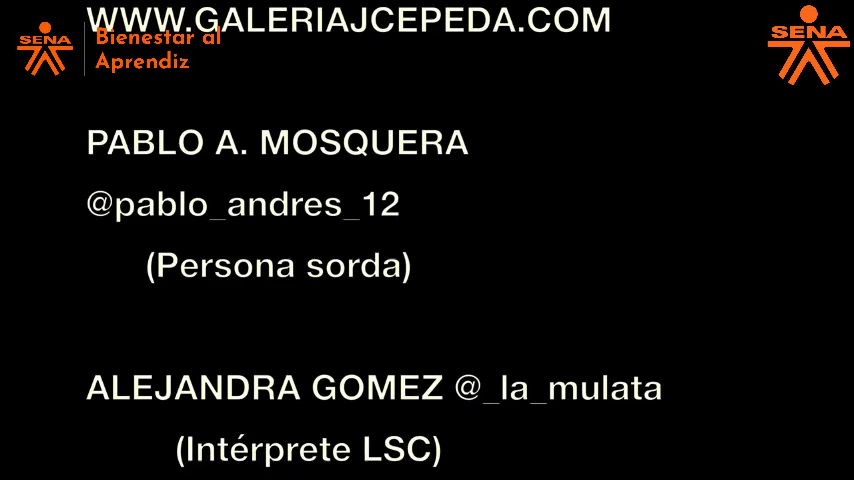 WWW.GALERIAJCEPEDA.COM
SENA
Bienestar al
Aprendiz
SENA
PABLO A. MOSQUERA
@pablo_andres_12
(Persona sorda)
ALEJANDRA GOMEZ @_la_mulata
(Intérprete LSC)